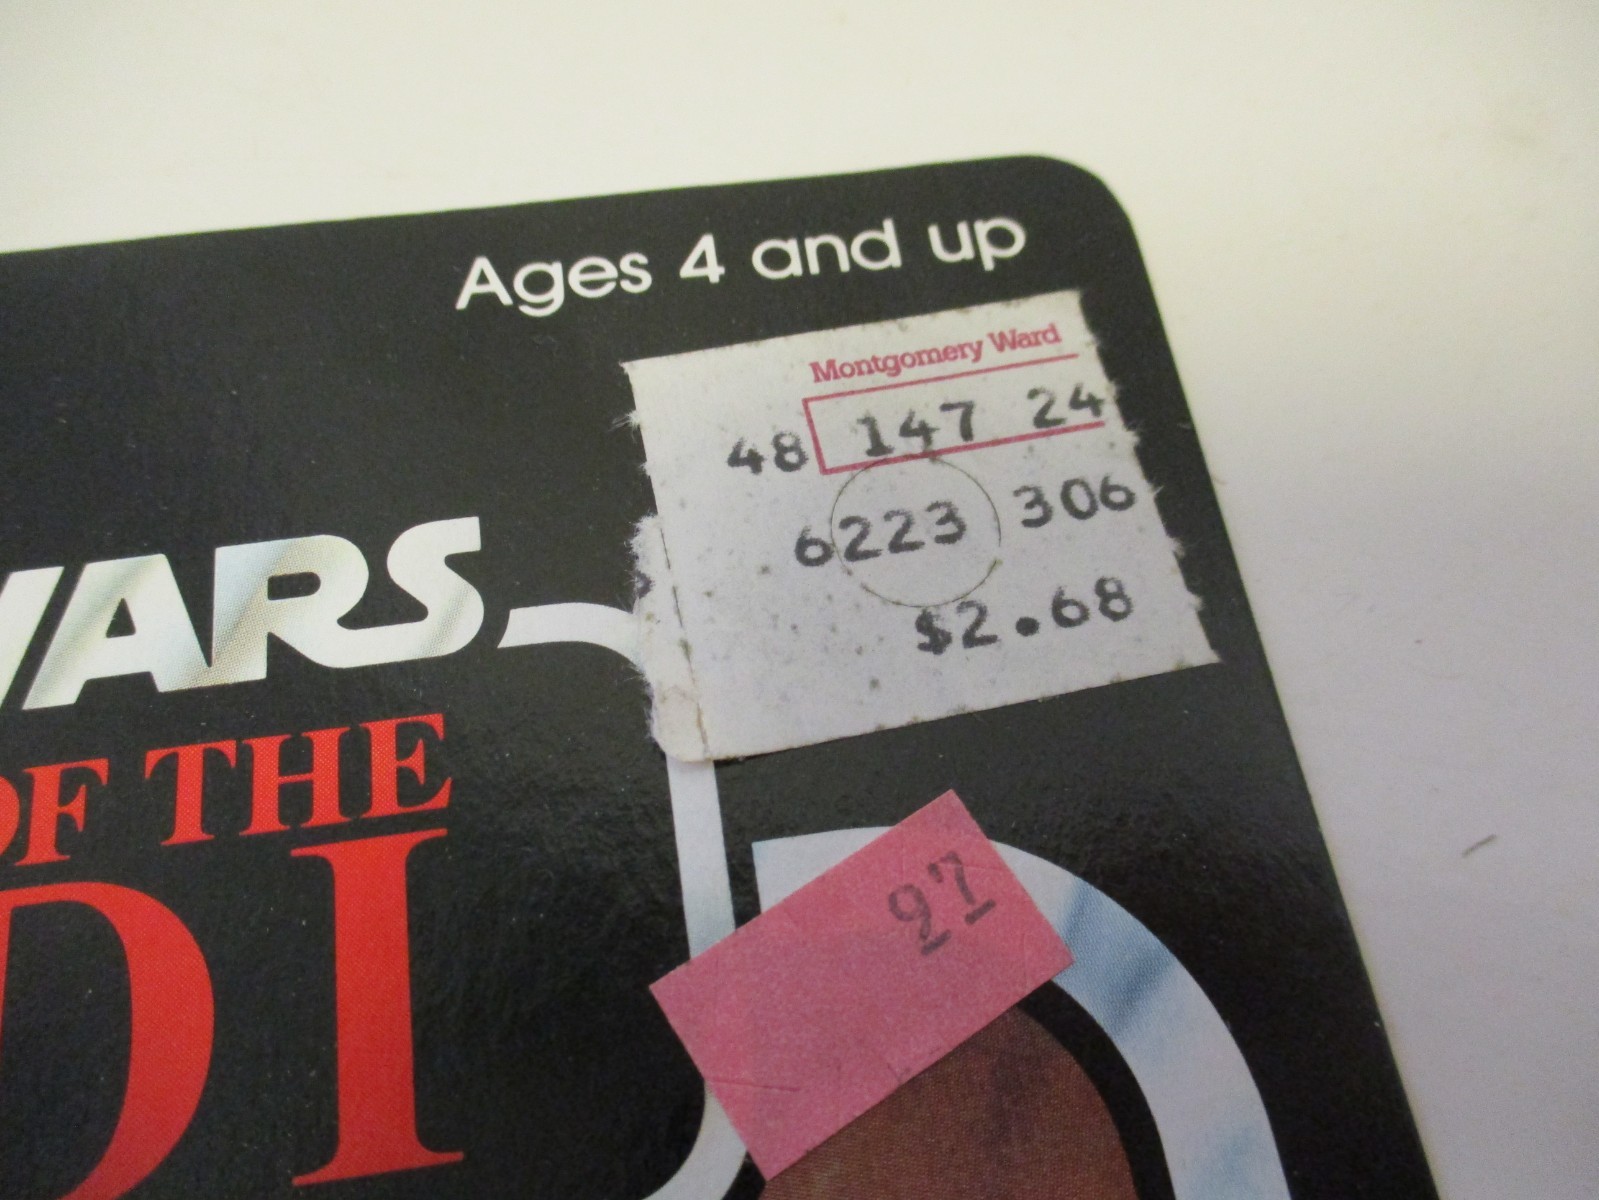 Ages 4 and up
Montgomery Ward
48 147 24
6223 306
$2.68
WARS
OF THE
DI
97